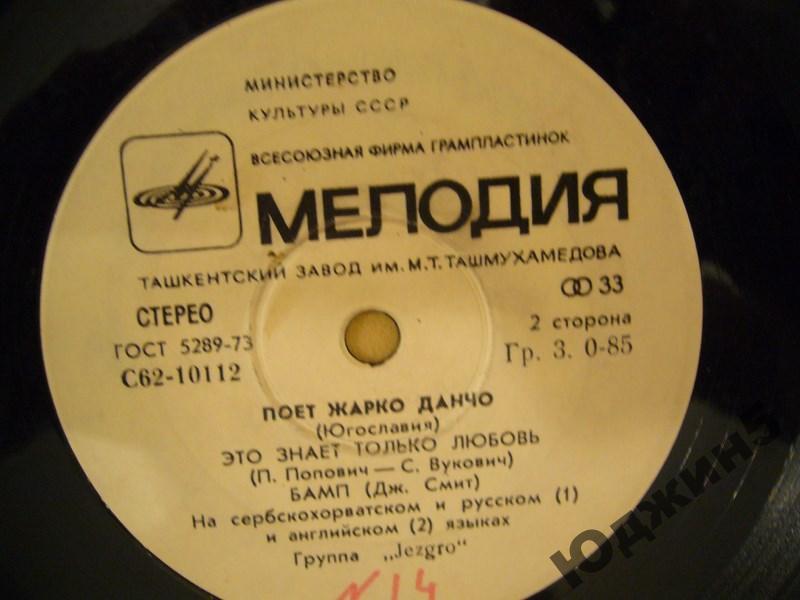 МИНИСТЕРСТВО
КУЛЬТУРЫ СССР
ВСЕСОЮЗНАЯ ФИРМА ГРАМПЛАСТИНОК
МЕЛОДИЯ
ТАШКЕНТСКИЙ ЗАВОД ИМ. М.Т. ТАШМУХАМЕДОВА
СТЕРЕО
33
ГОСТ 5289-73
2 сторона
С62-10112
Гр. 3. 0-85
ПОЕТ ЖАРКО ДАНЧО
(Югославия)
ЭТО ЗНАЕТ ТОЛЬКО ЛЮБОВЬ
(П. Попович — С. Вукович)
БАМП (Дж. Смит)
На сербскохорватском и русском (1)
и английском (2) языках
Группа „Jezgro“
N14
Юджин5